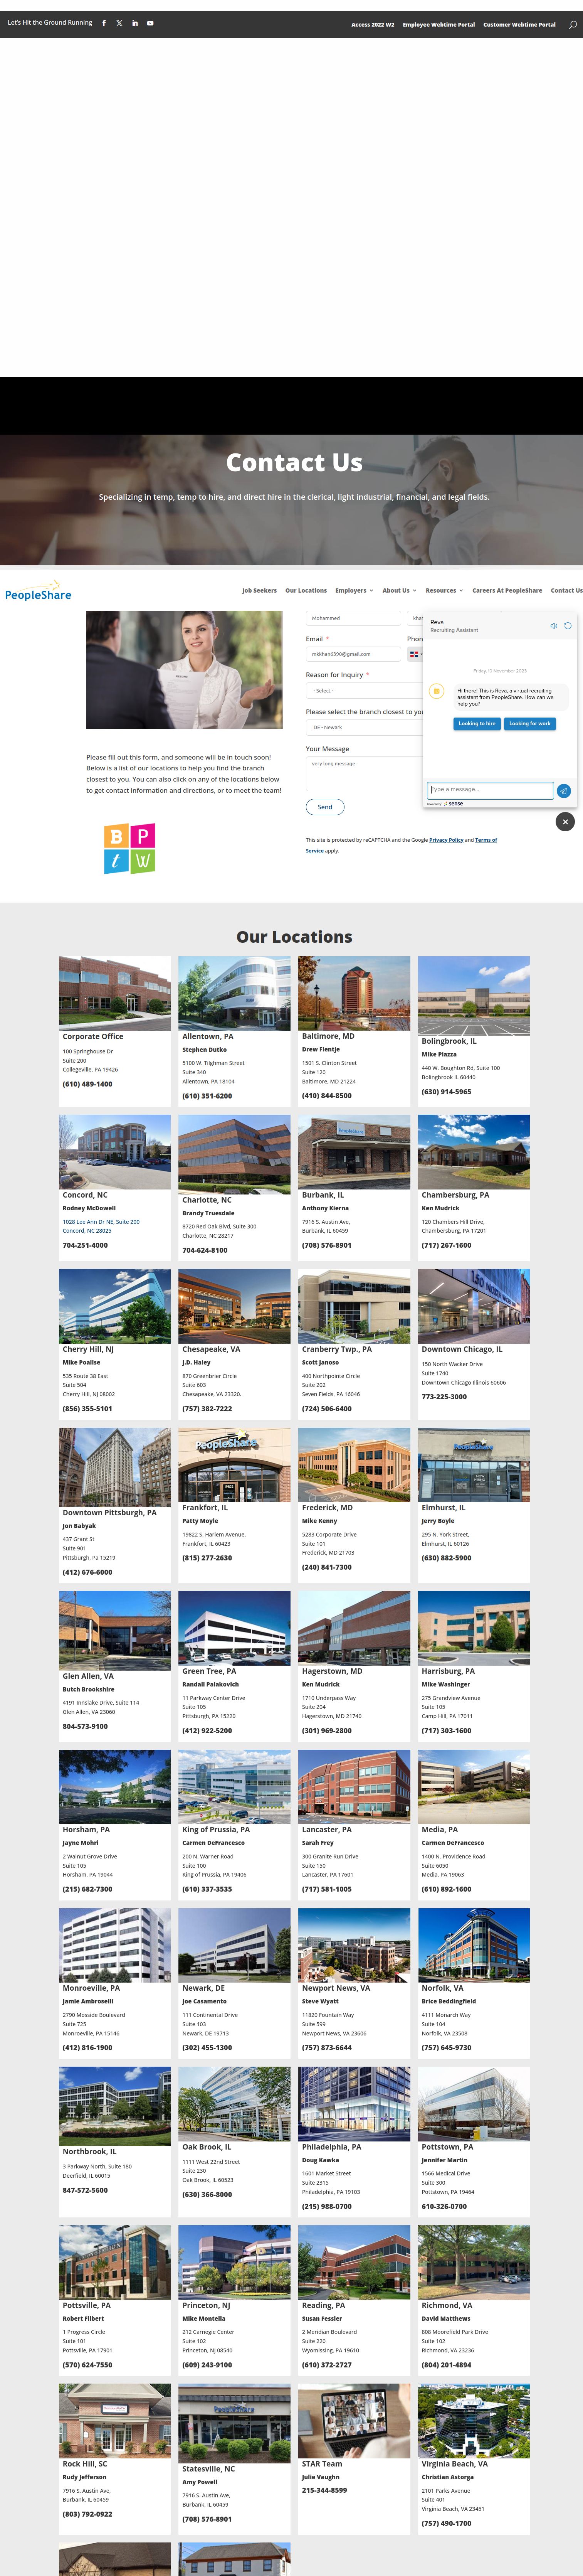 Let's Hit the Ground Running
Access 2022 W2 Employee Webtime Portal Customer Webtime Portal
Contact Us
Specializing in temp, temp to hire, and direct hire in the clerical, light industrial, financial, and legal fields.
PeopleShare
Job Seekers Our Locations Employers About Us Resources Careers At PeopleShare Contact Us
Please fill out this form, and someone will be in touch soon!
Below is a list of our locations to help you find the branch
closest to you. You can also click on any of the locations below
to get contact information and directions, or to meet the team!
B P
t W
Mohammed
khan
Email *
Phon
mkkhan6390@gmail.com
Reason for Inquiry *
- Select -
Please select the branch closest to you
DE - Newark
Your Message
very long message
Send
This site is protected by reCAPTCHA and the Google Privacy Policy and Terms of
Service apply.
Reva
Recruiting Assistant
Friday, 10 November 2023
Hi there! This is Reva, a virtual recruiting
assistant from PeopleShare. How can we
help you?
Looking to hire Looking for work
Type a message...
Powered by sense
Our Locations
Corporate Office
100 Springhouse Dr
Suite 200
Collegeville, PA 19426
(610) 489-1400
Allentown, PA
Stephen Dutko
5100 W. Tilghman Street
Suite 340
Allentown, PA 18104
(610) 351-6200
Baltimore, MD
Drew Fientje
1501 S. Clinton Street
Suite 120
Baltimore, MD 21224
(410) 844-8500
Bolingbrook, IL
Mike Piazza
440 W. Boughton Rd, Suite 100
Bolingbrook IL 60440
(630) 914-5965
Concord, NC
Rodney McDowell
1028 Lee Ann Dr NE, Suite 200
Concord, NC 28025
704-251-4000
Charlotte, NC
Brandy Truesdale
8720 Red Oak Blvd, Suite 300
Charlotte, NC 28217
704-624-8100
PeopleShare
Burbank, IL
Anthony Kierna
7916 S. Austin Ave,
Burbank, IL 60459
(708) 576-8901
Chambersburg, PA
Ken Mudrick
120 Chambers Hill Drive,
Chambersburg, PA 17201
(717) 267-1600
Cherry Hill, NJ
Mike Poalise
535 Route 38 East
Suite 504
Cherry Hill, NJ 08002
(856) 355-5101
Chesapeake, VA
J.D. Haley
870 Greenbrier Circle
Suite 603
Chesapeake, VA 23320.
(757) 382-7222
Cranberry Twp., PA
Scott Janoso
400 Northpointe Circle
Suite 202
Seven Fields, PA 16046
(724) 506-6400
Downtown Chicago, IL
150 North Wacker Drive
Suite 1740
Downtown Chicago Illinois 60606
773-225-3000
Downtown Pittsburgh, PA
Jon Babyak
437 Grant St
Suite 901
Pittsburgh, Pa 15219
(412) 676-6000
PeopleShare
Frankfort, IL
Patty Moyle
19822 S. Harlem Avenue,
Frankfort, IL 60423
(815) 277-2630
Frederick, MD
Mike Kenny
5283 Corporate Drive
Suite 101
Frederick, MD 21703
(240) 841-7300
PeopleShare
Elmhurst, IL
Jerry Boyle
295 N. York Street,
Elmhurst, IL 60126
(630) 882-5900
Glen Allen, VA
Butch Brookshire
4191 Innslake Drive, Suite 114
Glen Allen, VA 23060
804-573-9100
Green Tree, PA
Randall Palakovich
11 Parkway Center Drive
Suite 105
Pittsburgh, PA 15220
(412) 922-5200
Hagerstown, MD
Ken Mudrick
1710 Underpass Way
Suite 204
Hagerstown, MD 21740
(301) 969-2800
Harrisburg, PA
Mike Washinger
275 Grandview Avenue
Suite 105
Camp Hill, PA 17011
(717) 303-1600
Horsham, PA
Jayne Mohri
2 Walnut Grove Drive
Suite 105
Horsham, PA 19044
(215) 682-7300
King of Prussia, PA
Carmen DeFrancesco
200 N. Warner Road
Suite 100
King of Prussia, PA 19406
(610) 337-3535
Lancaster, PA
Sarah Frey
300 Granite Run Drive
Suite 150
Lancaster, PA 17601
(717) 581-1005
Media, PA
Carmen DeFrancesco
1400 N. Providence Road
Suite 6050
Media, PA 19063
(610) 892-1600
Monroeville, PA
Jamie Ambroselli
2790 Mosside Boulevard
Suite 725
Monroeville, PA 15146
(412) 816-1900
Newark, DE
Joe Casamento
111 Continental Drive
Suite 103
Newark, DE 19713
(302) 455-1300
Newport News, VA
Steve Wyatt
11820 Fountain Way
Suite 599
Newport News, VA 23606
(757) 873-6644
Norfolk, VA
Brice Beddingfield
4111 Monarch Way
Suite 104
Norfolk, VA 23508
(757) 645-9730
Northbrook, IL
3 Parkway North, Suite 180
Deerfield, IL 60015
847-572-5600
Oak Brook, IL
1111 West 22nd Street
Suite 230
Oak Brook, IL 60523
(630) 366-8000
Philadelphia, PA
Doug Kawka
1601 Market Street
Suite 2315
Philadelphia, PA 19103
(215) 988-0700
Pottstown, PA
Jennifer Martin
1566 Medical Drive
Suite 300
Pottstown, PA 19464
610-326-0700
Pottsville, PA
Robert Filbert
1 Progress Circle
Suite 101
Pottsville, PA 17901
(570) 624-7550
Princeton, NJ
Mike Montella
212 Carnegie Center
Suite 102
Princeton, NJ 08540
(609) 243-9100
Reading, PA
Susan Fessler
2 Meridian Boulevard
Suite 220
Wyomissing, PA 19610
(610) 372-2727
Richmond, VA
David Matthews
808 Moorefield Park Drive
Suite 102
Richmond, VA 23236
(804) 201-4894
Rock Hill, SC
Rudy Jefferson
7916 S. Austin Ave,
Burbank, IL 60459
(803) 792-0922
Statesville, NC
Amy Powell
7916 S. Austin Ave,
Burbank, IL 60459
(708) 576-8901
STAR Team
Julie Vaughn
215-344-8599
Virginia Beach, VA
Christian Astorga
2101 Parks Avenue
Suite 401
Virginia Beach, VA 23451
(757) 490-1700